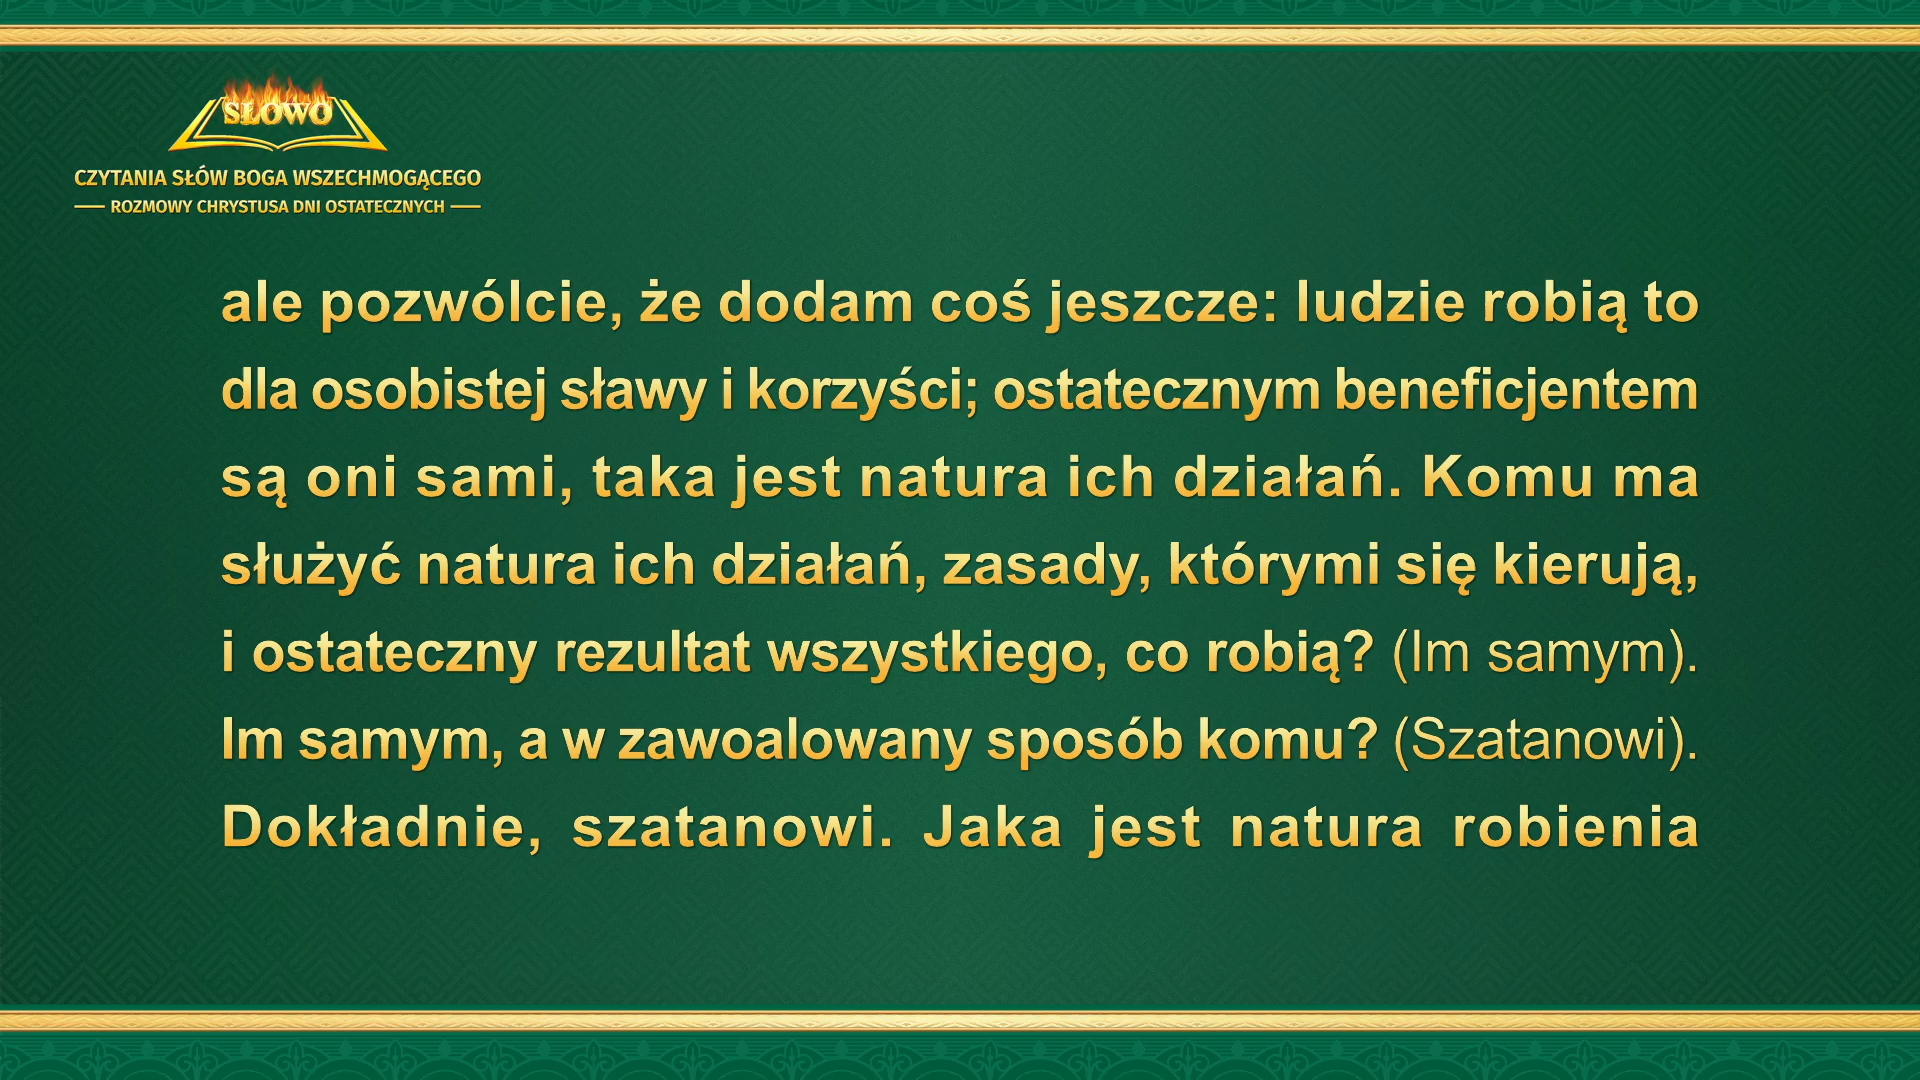 SŁOWO
CZYTANIA SŁÓW BOGA WSZECHMOGĄCEGO
ROZMOWY CHRYSTUSA DNI OSTATECZNYCH
ale pozwólcie, że dodam coś jeszcze: ludzie robią to
dla osobistej sławy i korzyści; ostatecznym beneficjentem
są oni sami, taka jest natura ich działań. Komu ma
służyć natura ich działań, zasady, którymi się kierują,
i ostateczny rezultat wszystkiego, co robią? (Im samym).
Im samym, a w zawoalowany sposób komu? (Szatanowi).
Dokładnie, szatanowi. Jaka jest natura robienia